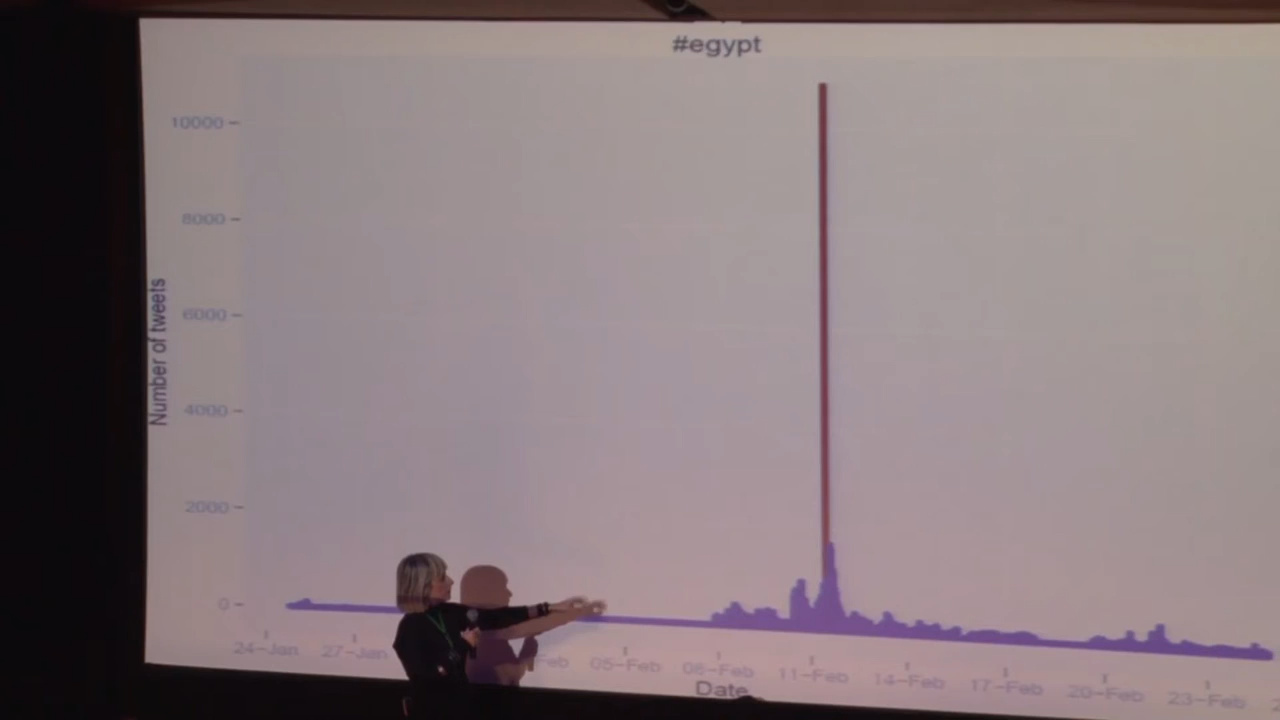 #egypt
10000
8000
6000
4000
2000
0
Number of tweets
24-Jan 27-Jan Feb 05-Feb 08-Feb 11-Feb 14-Feb 17-Feb 20-Feb 23-Feb
Date